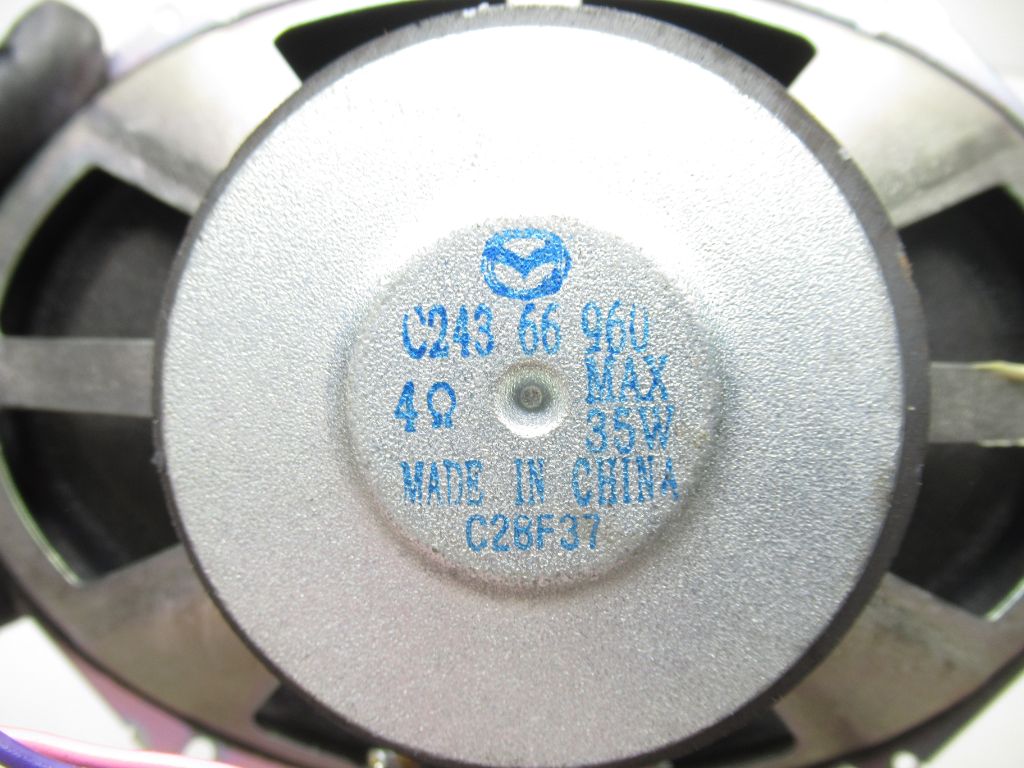 C243 66 960
4Ω MAX
35W
MADE IN CHINA
C28F37